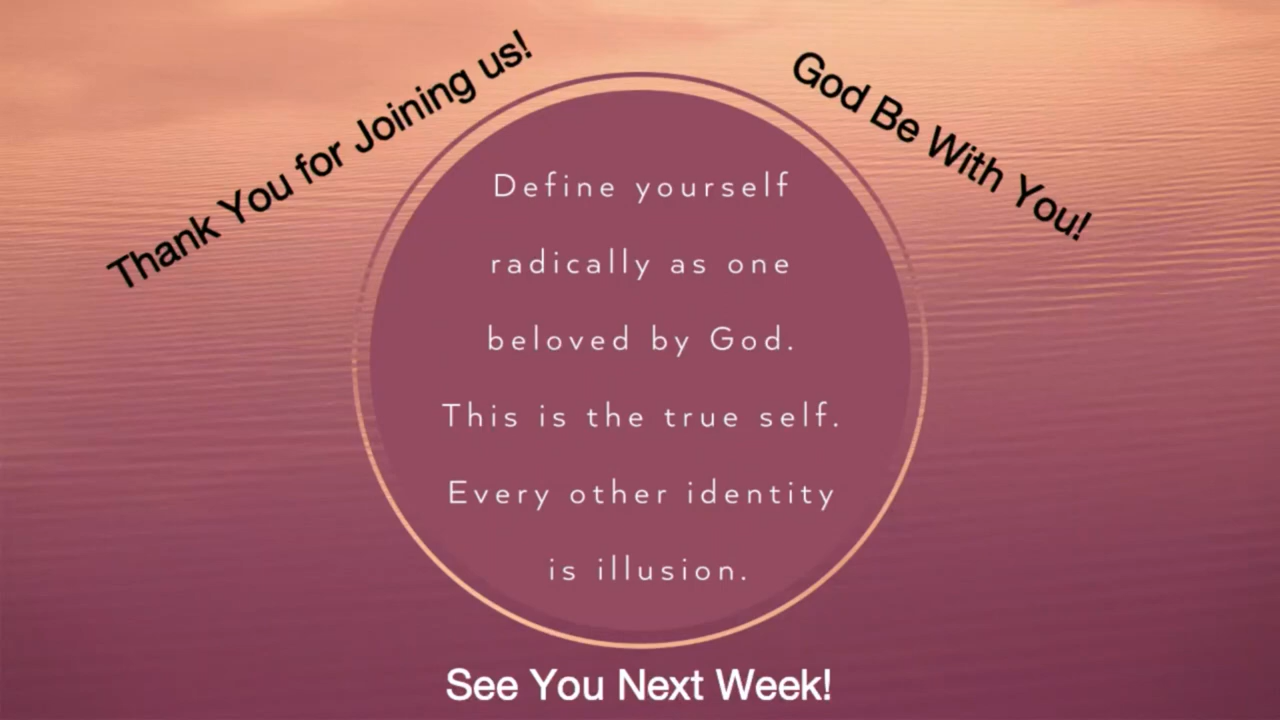 Thank You for Joining us!
God Be With You!
Define yourself
radically as one
beloved by God.
This is the true self.
Every other identity
is illusion.
See You Next Week!